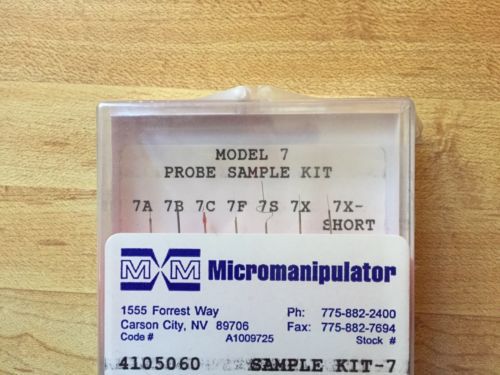 MODEL 7
PROBE SAMPLE KIT
7A 7B 7C 7F 7S 7X 7X-
SHORT
MM Micromanipulator
1555 Forrest Way Ph: 775-882-2400
Carson City, NV 89706 Fax: 775-882-7694
Code # A1009725 Stock #
4105060 SAMPLE KIT-7